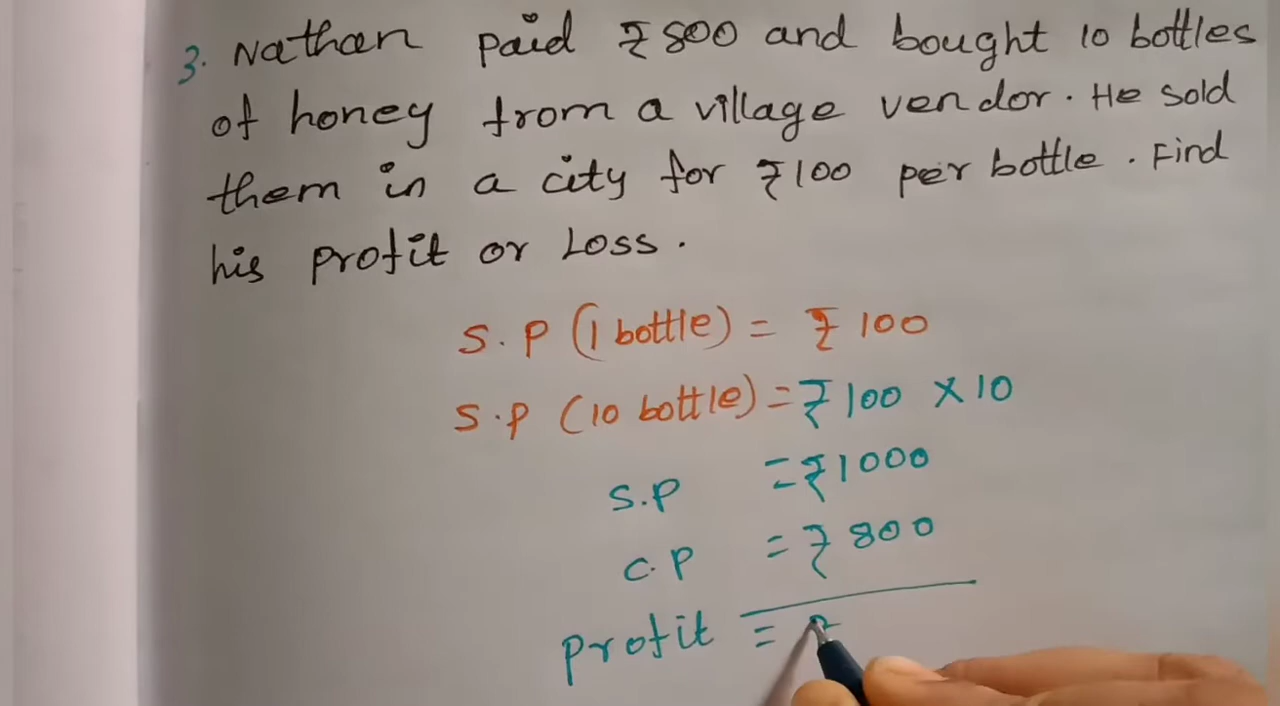 3. Nathan paid ₹800 and bought 10 bottles
of honey from a village vendor. He sold
them in a city for ₹100 per bottle. Find
his profit or Loss.
S.P (1 bottle) = ₹100
S.P (10 bottle) = ₹100 X 10
S.P = ₹1000
C.P = ₹800
profit =